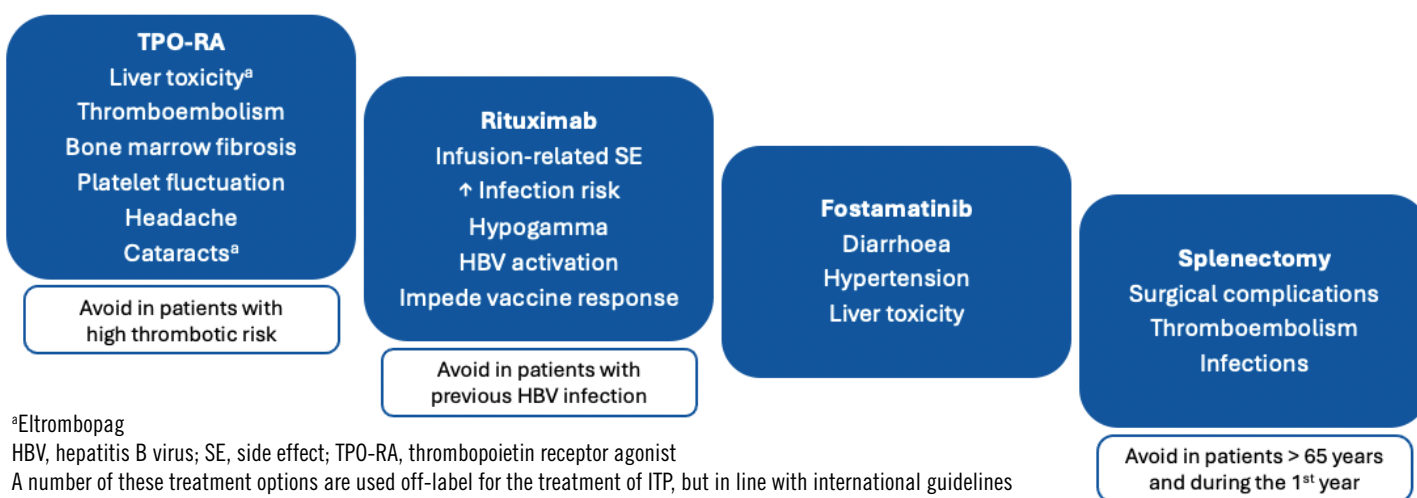 TPO-RA
Liver toxicityᵃ
Thromboembolism
Bone marrow fibrosis
Platelet fluctuation
Headache
Cataractsᵃ
Avoid in patients with
high thrombotic risk
Rituximab
Infusion-related SE
↑ Infection risk
Hypogamma
HBV activation
Impede vaccine response
Avoid in patients with
previous HBV infection
Fostamatinib
Diarrhoea
Hypertension
Liver toxicity
Splenectomy
Surgical complications
Thromboembolism
Infections
Avoid in patients > 65 years
and during the 1ˢᵗ year
ᵃEltrombopag
HBV, hepatitis B virus; SE, side effect; TPO-RA, thrombopoietin receptor agonist
A number of these treatment options are used off-label for the treatment of ITP, but in line with international guidelines